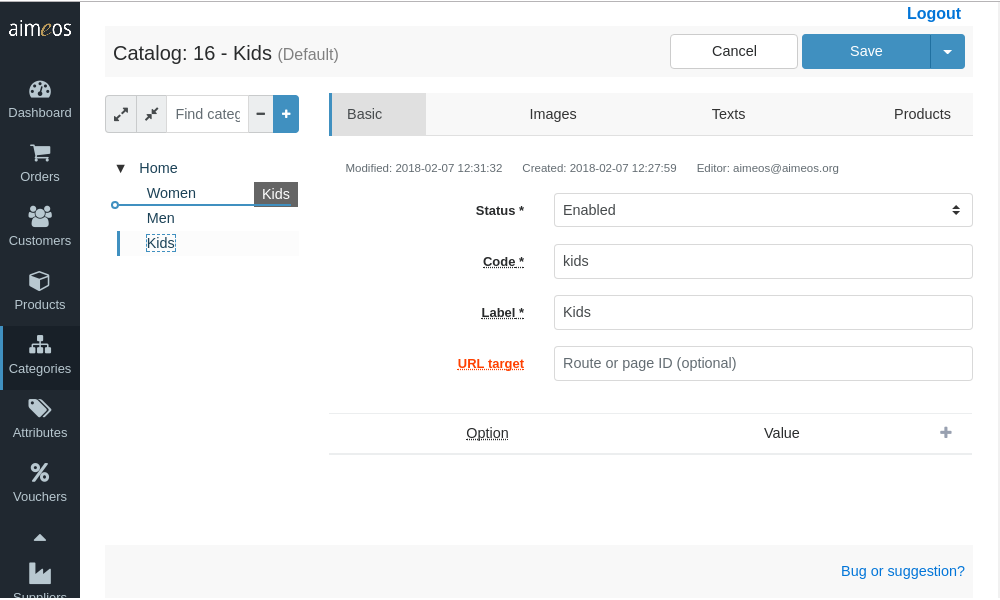 Logout
aimeos
Catalog: 16 - Kids (Default)
Cancel
Save
Dashboard
Orders
Customers
Products
Categories
Attributes
Vouchers
Suppliers
Find categ
Home
Women
Kids
Men
Kids
Basic
Images
Texts
Products
Modified: 2018-02-07 12:31:32 Created: 2018-02-07 12:27:59 Editor: aimeos@aimeos.org
Status * Enabled
Code * kids
Label * Kids
URL target Route or page ID (optional)
Option Value
Bug or suggestion?